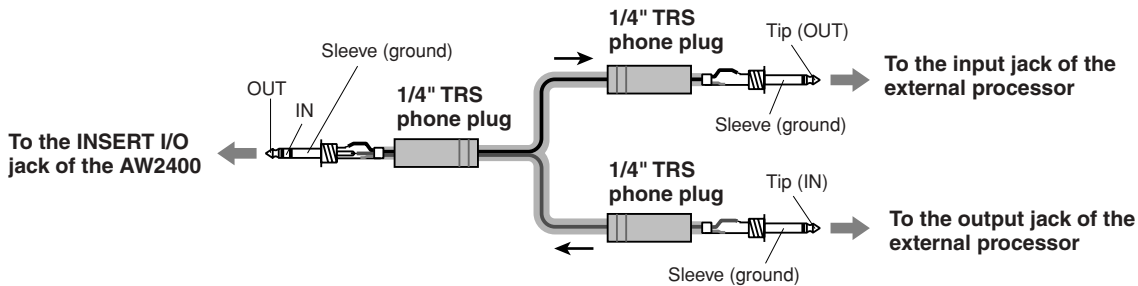 Sleeve (ground)
OUT
IN
1/4" TRS
phone plug
To the INSERT I/O
jack of the AW2400
1/4" TRS
phone plug
Tip (OUT)
Sleeve (ground)
To the input jack of the
external processor
1/4" TRS
phone plug
Tip (IN)
Sleeve (ground)
To the output jack of the
external processor